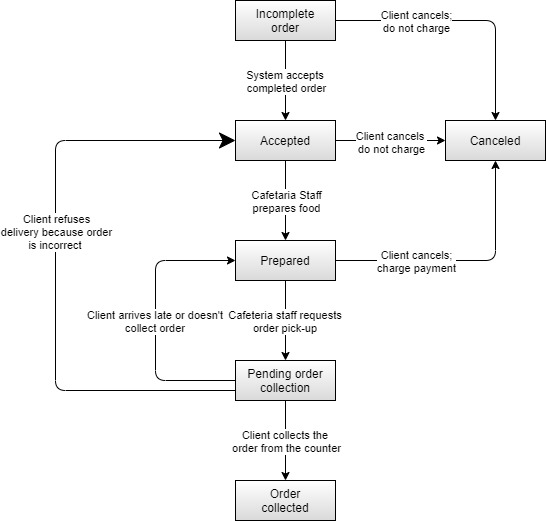 Incomplete
order
Client cancels;
do not charge
System accepts
completed order
Accepted
Client cancels
do not charge
Canceled
Cafetaria Staff
prepares food
Client refuses
delivery because order
is incorrect
Prepared
Client cancels;
charge payment
Client arrives late or doesn't
collect order
Cafeteria staff requests
order pick-up
Pending order
collection
Client collects the
order from the counter
Order
collected